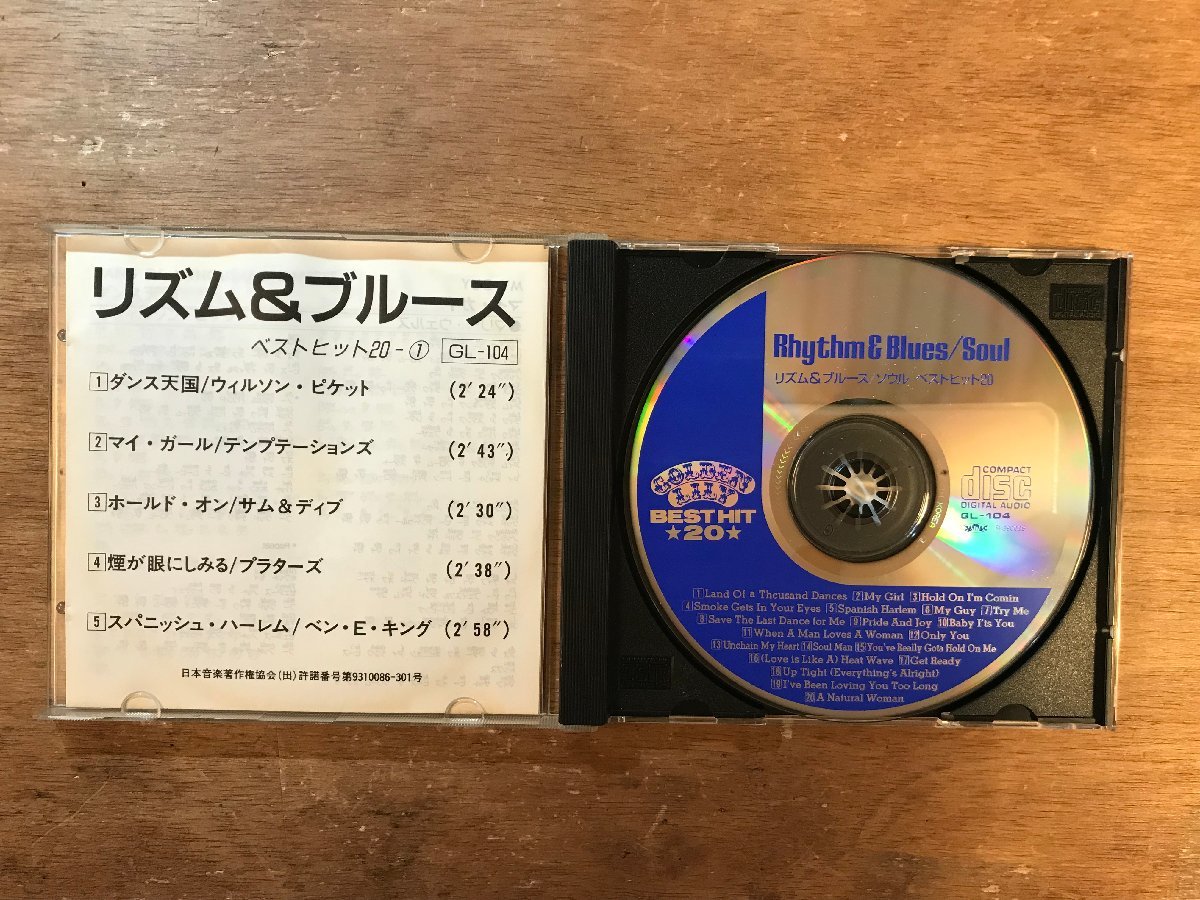 リズム&ブルース
ベストヒット20-① GL-104
1 ダンス天国/ウィルソン・ピケット (2′24″)
2 マイ・ガール/テンプテーションズ (2′43″)
3 ホールド・オン/サム&ディブ (2′30″)
4 煙が眼にしみる/プラターズ (2′38″)
5 スパニッシュ・ハーレム/ベン・E・キング (2′58″)
日本音楽著作権協会(出)許諾番号第9310086-301号
Rhythm & Blues/Soul
リズム&ブルース/ソウル ベストヒット20
GOLDEN
LIFE
BEST HIT
★20★
COMPACT
disc
DIGITAL AUDIO
GL-104
1 Land Of a Thousand Dances 2 My Girl 3 Hold On I'm Comin
4 Smoke Gets In Your Eyes 5 Spanish Harlem 6 My Guy 7 Try Me
8 Save The Last Dance for Me 9 Pride And Joy 10 Baby I'ts You
11 When A Man Loves A Woman 12 Only You
13 Unchain My Heart 14 Soul Man 15 You've Really Gota Hold On Me
16 (Love is Like A) Heat Wave 17 Get Ready
18 Up Tight (Everything's Alright)
19 I've Been Loving You Too Long
20 A Natural Woman